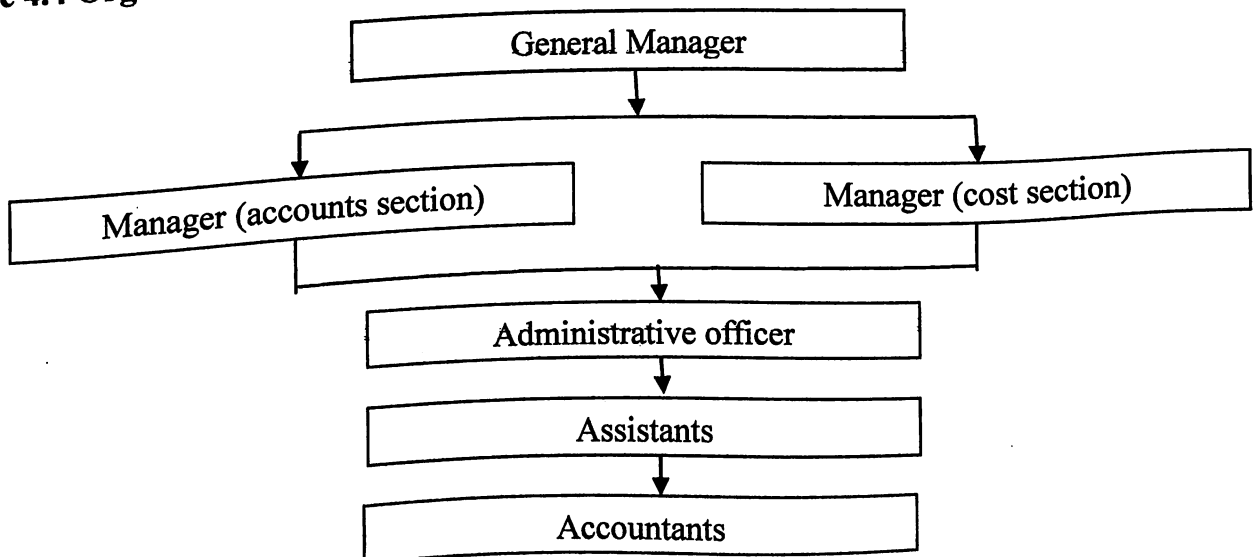 General Manager
Manager (accounts section)
Manager (cost section)
Administrative officer
Assistants
Accountants